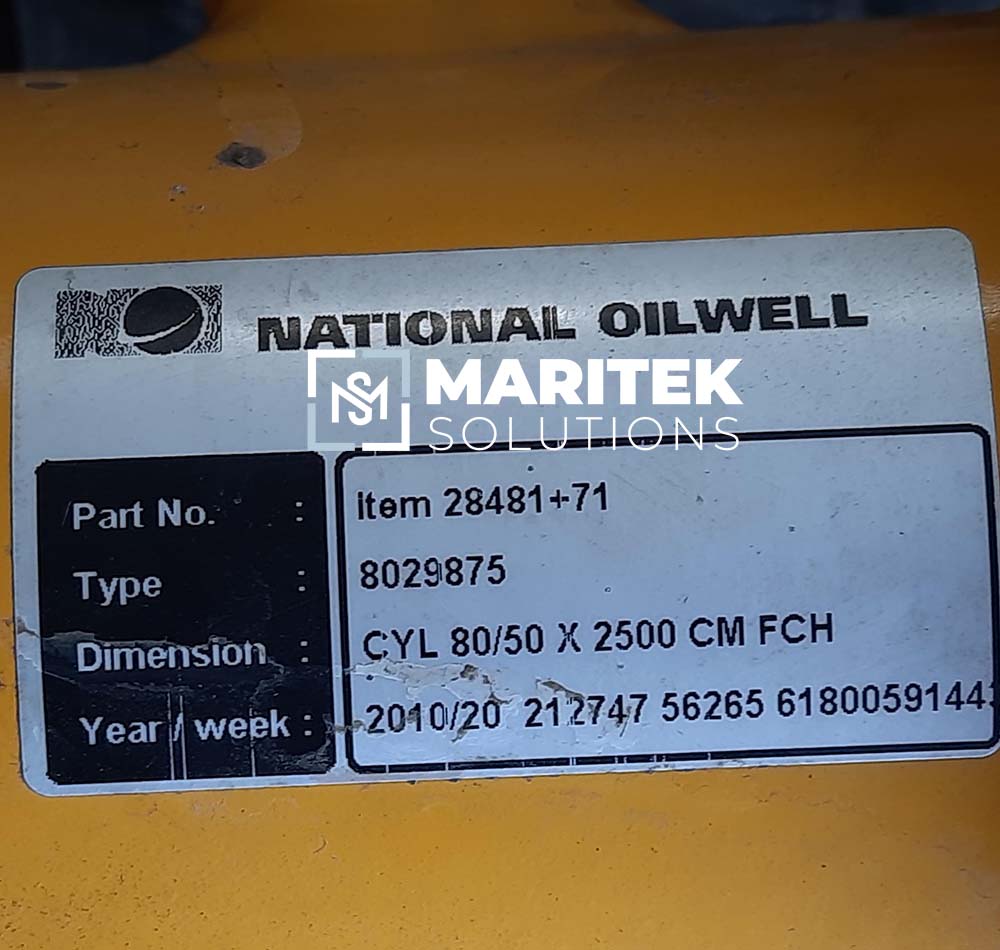 NATIONAL OILWELL
MARITEK
SOLUTIONS
Part No. : Item 28481+71
Type : 8029875
Dimension : CYL 80/50 X 2500 CM FCH
Year / week : 2010/20 212747 56265 6180059144